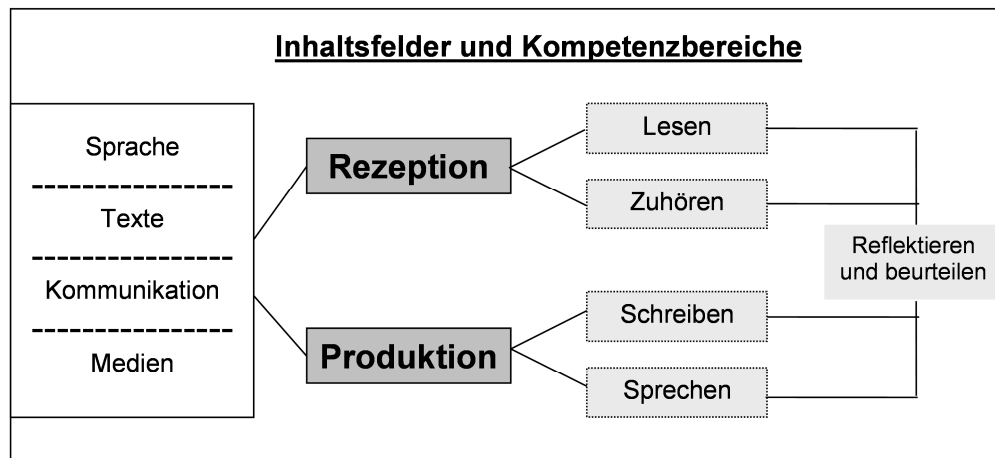 Inhaltsfelder und Kompetenzbereiche
Sprache
Texte
Kommunikation
Medien
Rezeption
Produktion
Lesen
Zuhören
Schreiben
Sprechen
Reflektieren
und beurteilen